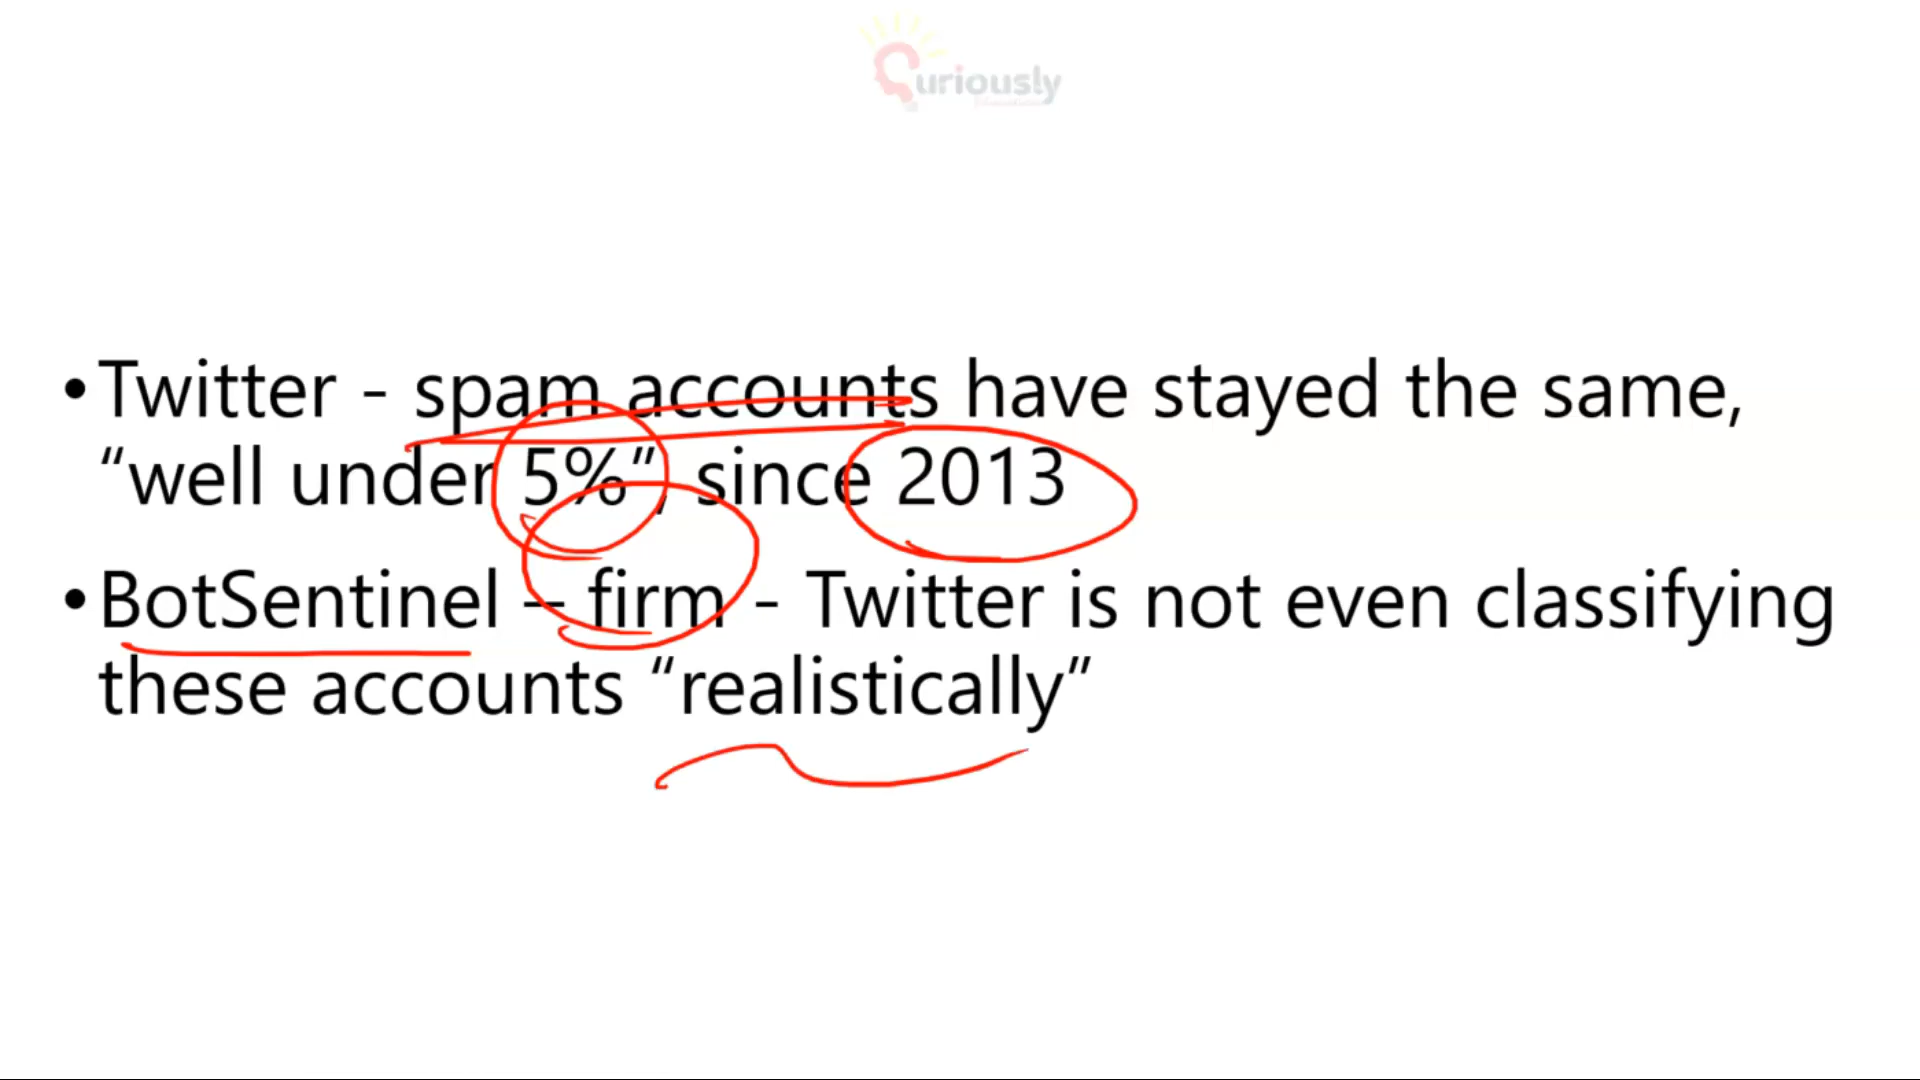 Curiously
• Twitter - spam accounts have stayed the same,
“well under 5%”, since 2013
• BotSentinel – firm - Twitter is not even classifying
these accounts “realistically”